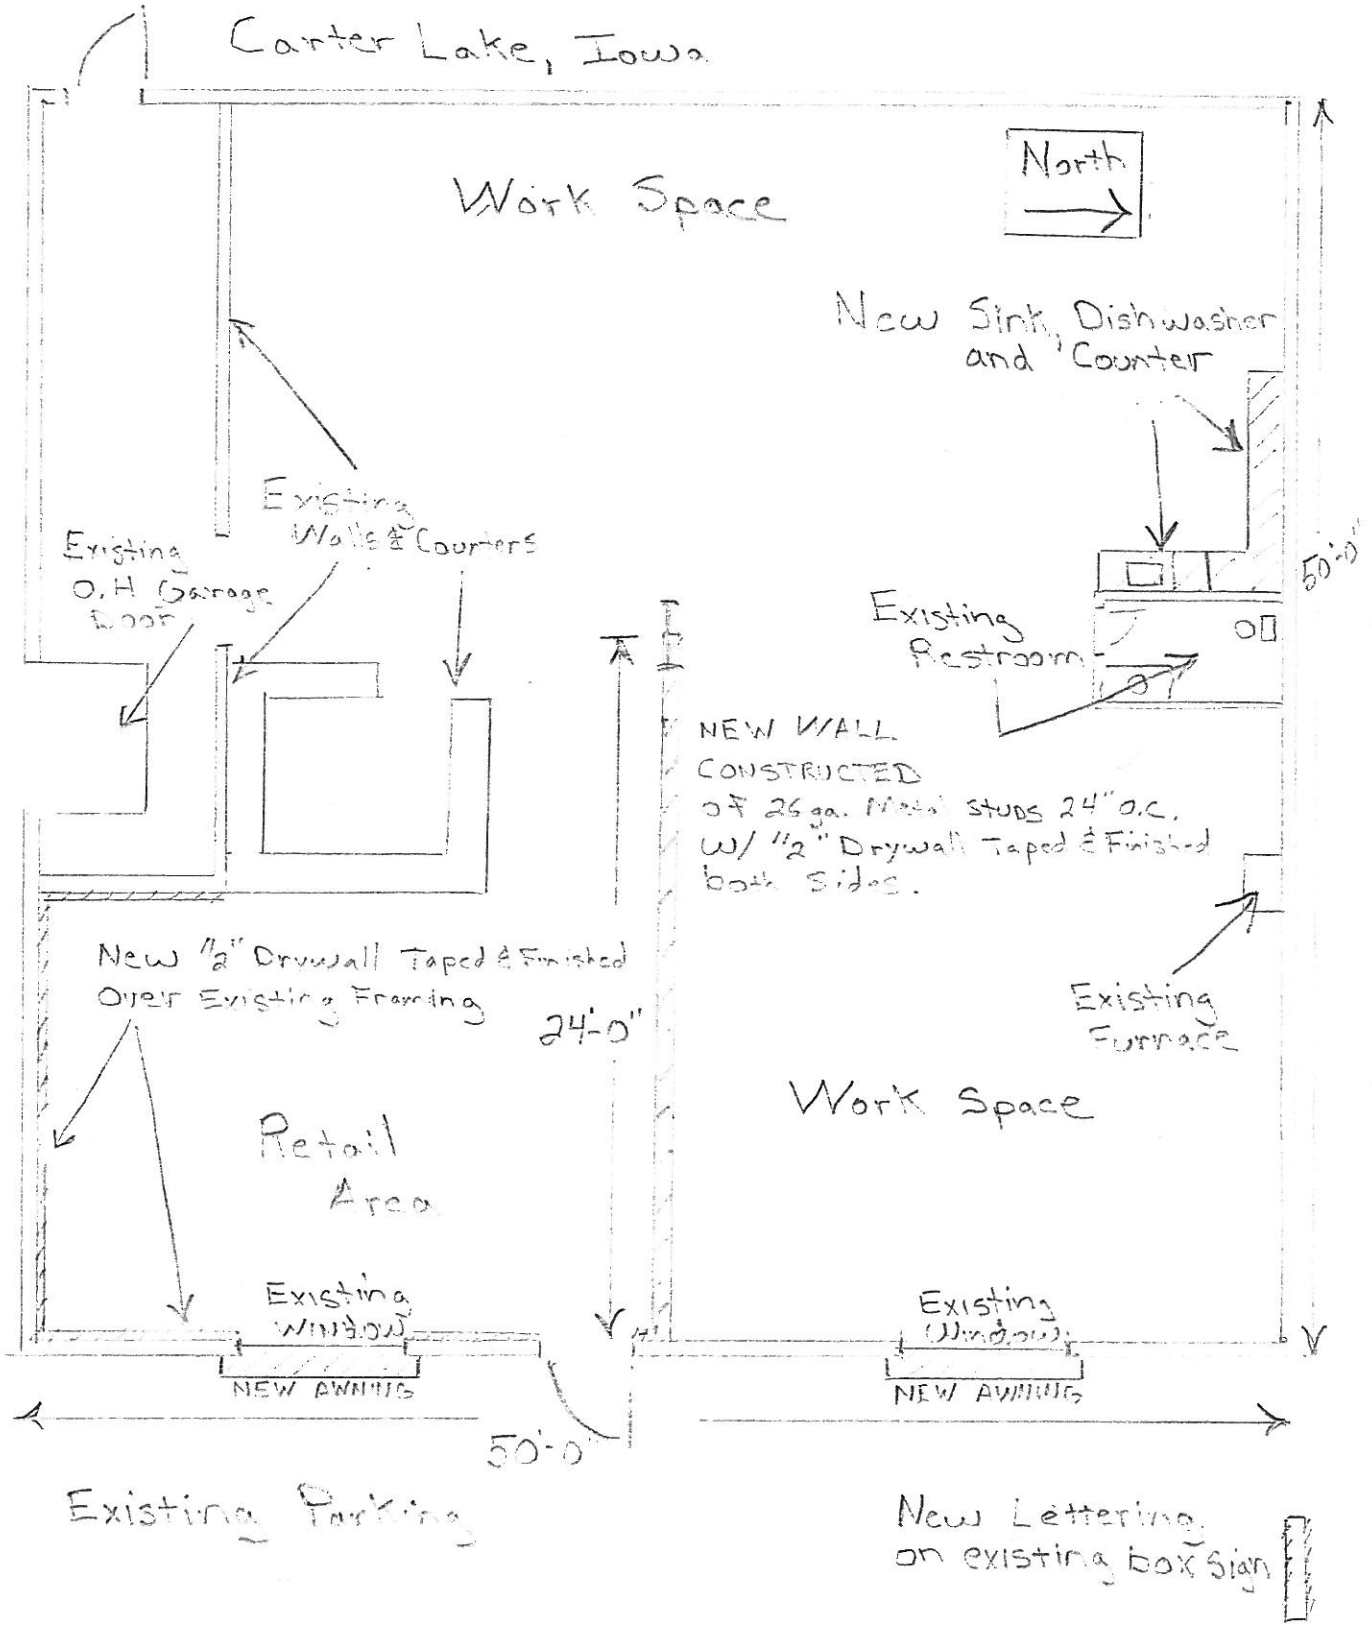 Carter Lake, Iowa
Work Space
North
New Sink, Dishwasher
and Counter
Existing
Walls & Counters
Existing
O.H Garage
Door
50'-0"
Existing
Restroom
NEW WALL
CONSTRUCTED
of 26 ga. Metal STUDS 24" O.C.
W/ 1/2" Drywall Taped & Finished
both Sides.
New 1/2" Drywall Taped & Finished
Over Existing Framing
24'-0"
Existing
Furnace
Work Space
Retail
Area
Existing
WINDOW
Existing
Window
NEW AWNING
NEW AWNING
50'-0"
Existing Parking
New Lettering
on existing box sign